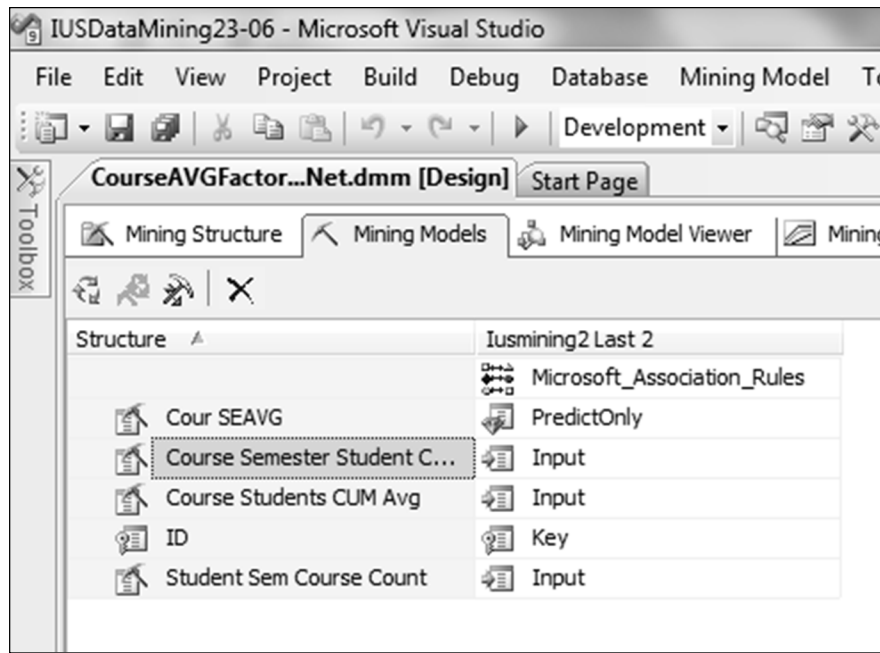 IUSDataMining23-06 - Microsoft Visual Studio
File Edit View Project Build Debug Database Mining Model
Development
Toolbox
CourseAVGFactor...Net.dmm [Design] Start Page
Mining Structure Mining Models Mining Model Viewer Mining
Structure Iusmining2 Last 2
Microsoft_Association_Rules
Cour SEAVG PredictOnly
Course Semester Student C... Input
Course Students CUM Avg Input
ID Key
Student Sem Course Count Input